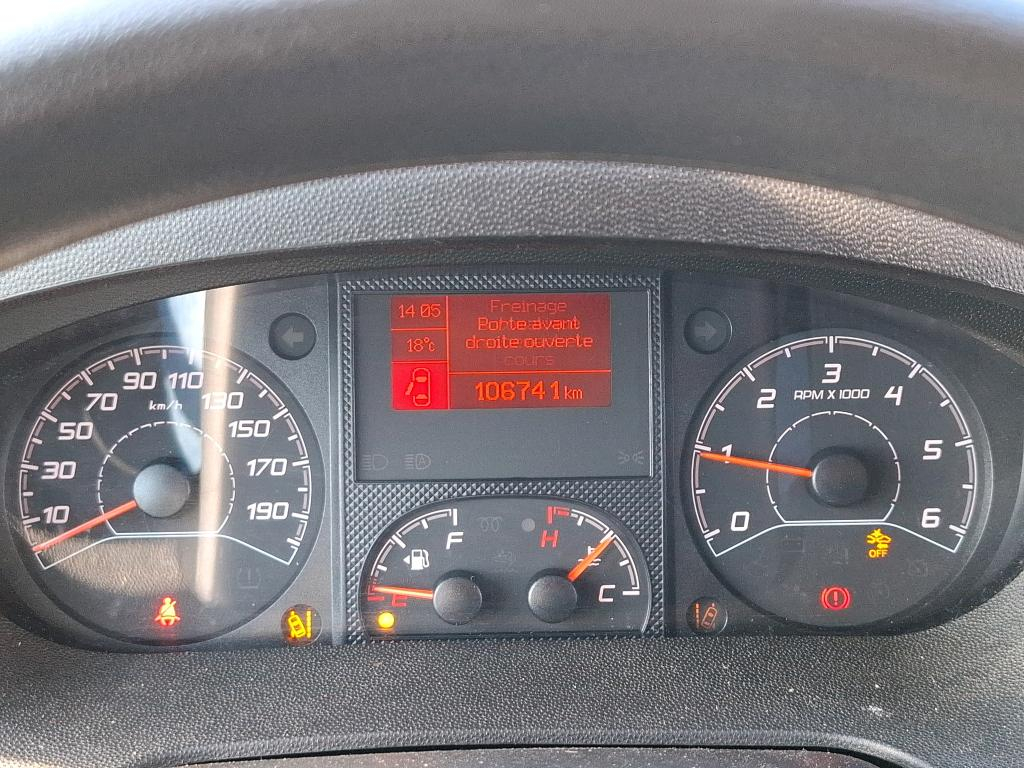 14 05
Freinage
Porte avant
droite ouverte
cours
18°c
106741 km
10
30
50
70
90
110
130
150
170
190
km/h
F
E
H
C
0
1
2
3
4
5
6
RPM X 1000
OFF